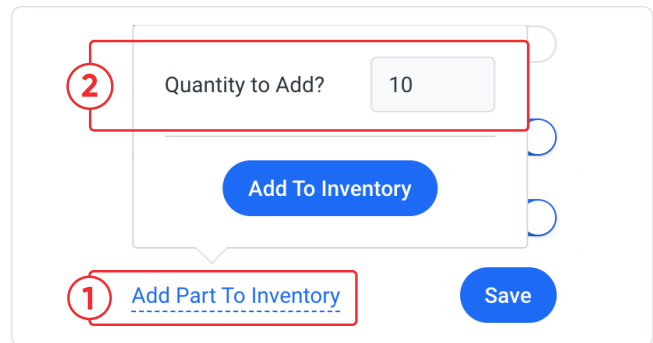 2
Quantity to Add?
10
Add To Inventory
1
Add Part To Inventory
Save